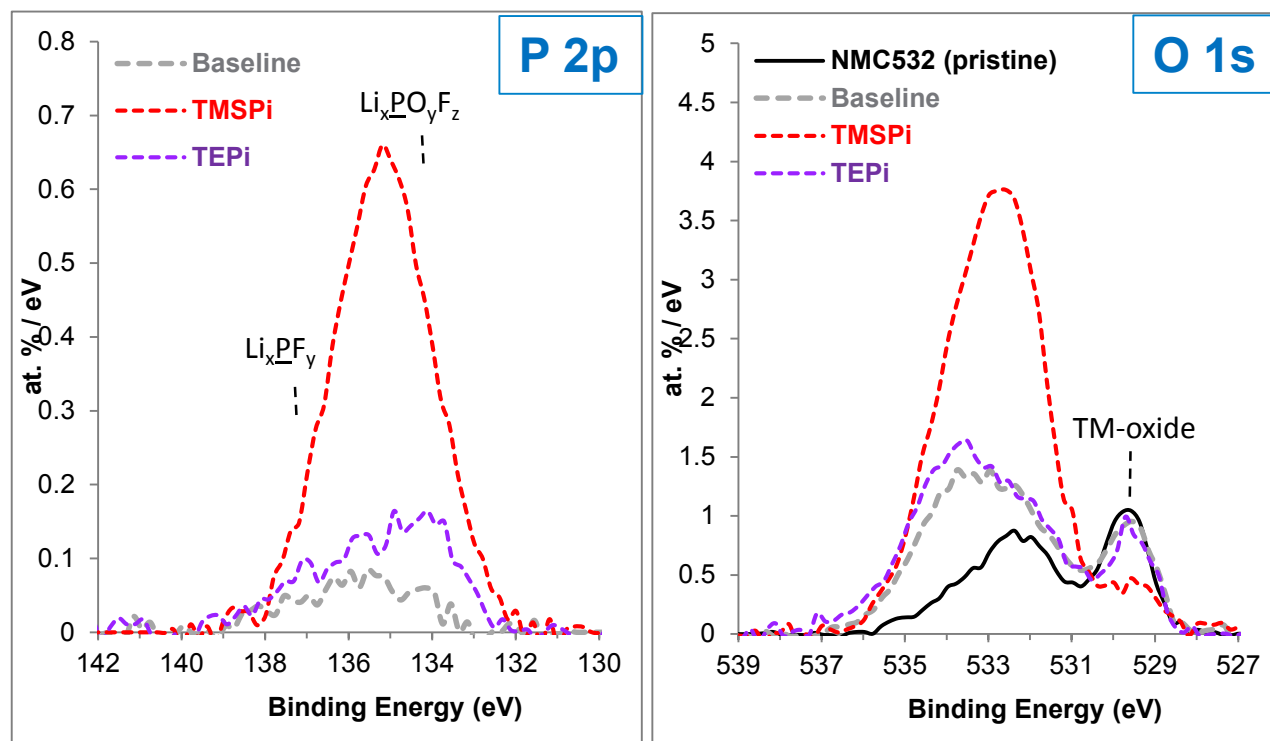 P 2p
Baseline
TMSPi
TEPi
LiₓPOᵧF_z
LiₓPFᵧ
at. % / eV
0.8
0.7
0.6
0.5
0.4
0.3
0.2
0.1
0
142 140 138 136 134 132 130
Binding Energy (eV)
O 1s
NMC532 (pristine)
Baseline
TMSPi
TEPi
TM-oxide
at. % / eV
5
4.5
4
3.5
3
2.5
2
1.5
1
0.5
0
539 537 535 533 531 529 527
Binding Energy (eV)